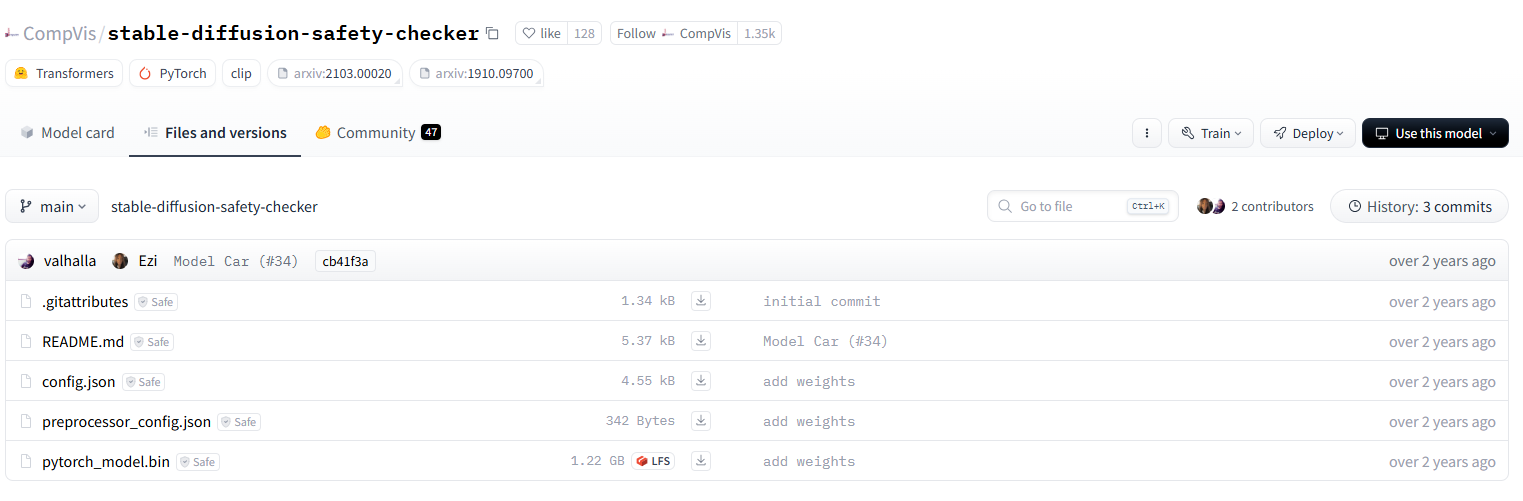 CompVis/stable-diffusion-safety-checker like 128 Follow CompVis 1.35k
Transformers PyTorch clip arxiv:2103.00020 arxiv:1910.09700
Model card Files and versions Community 47 Train Deploy Use this model
main stable-diffusion-safety-checker Go to file Ctrl+K 2 contributors History: 3 commits
valhalla Ezi Model Car (#34) cb41f3a over 2 years ago
.gitattributes Safe 1.34 kB initial commit over 2 years ago
README.md Safe 5.37 kB Model Car (#34) over 2 years ago
config.json Safe 4.55 kB add weights over 2 years ago
preprocessor_config.json Safe 342 Bytes add weights over 2 years ago
pytorch_model.bin Safe 1.22 GB LFS add weights over 2 years ago